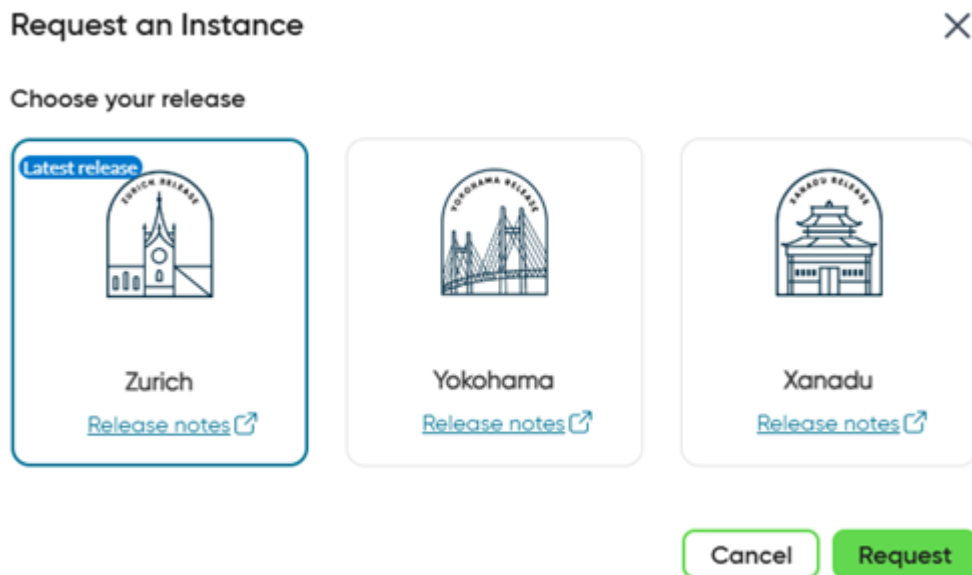 Request an Instance
Choose your release
Latest release
ZURICH RELEASE
Zurich
Release notes
YOKOHAMA RELEASE
Yokohama
Release notes
XANADU RELEASE
Xanadu
Release notes
Cancel
Request